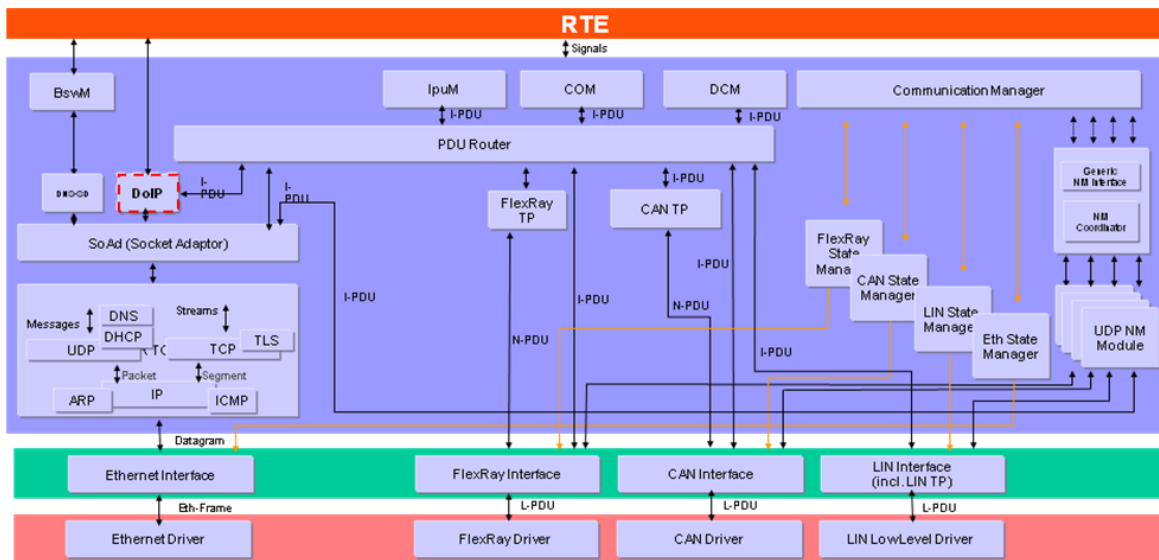 RTE
Signals
BswM
IpuM
COM
DCM
Communication Manager
I-PDU
I-PDU
I-PDU
PDU Router
Generic
NM Interface
NM
Coordinator
DoIP
I-
PDU
I-
PDU
FlexRay
TP
I-PDU
CAN TP
SoAd (Socket Adaptor)
FlexRay
State
CAN State
Manager
LIN State
Eth State
Manager
UDP NM
Module
I-PDU
I-PDU
I-PDU
N-PDU
N-PDU
I-PDU
Messages
DNS
DHCP
UDP
Streams
TCP
TLS
Packet
Segment
ARP
IP
ICMP
Datagram
Ethernet Interface
FlexRay Interface
CAN Interface
LIN Interface
(incl. LIN TP)
Eth-Frame
L-PDU
L-PDU
L-PDU
Ethernet Driver
FlexRay Driver
CAN Driver
LIN LowLevel Driver